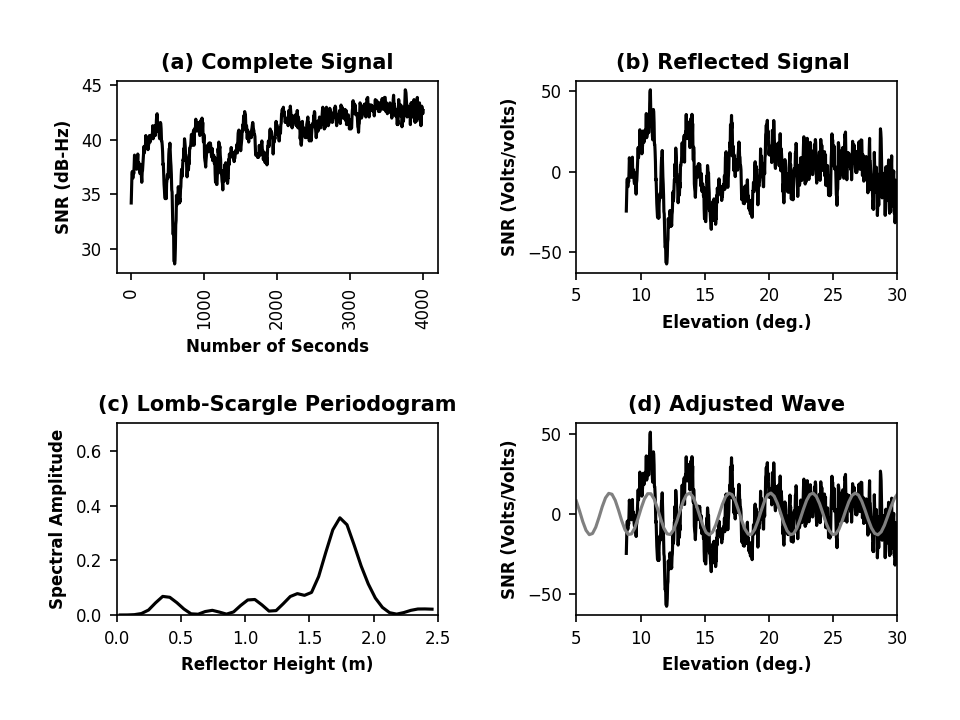 (a) Complete Signal
45
40
35
30
SNR (dB-Hz)
0
1000
2000
3000
4000
Number of Seconds
(b) Reflected Signal
50
0
−50
SNR (Volts/volts)
5 10 15 20 25 30
Elevation (deg.)
(c) Lomb-Scargle Periodogram
0.6
0.4
0.2
0.0
Spectral Amplitude
0.0 0.5 1.0 1.5 2.0 2.5
Reflector Height (m)
(d) Adjusted Wave
50
0
−50
SNR (Volts/Volts)
5 10 15 20 25 30
Elevation (deg.)